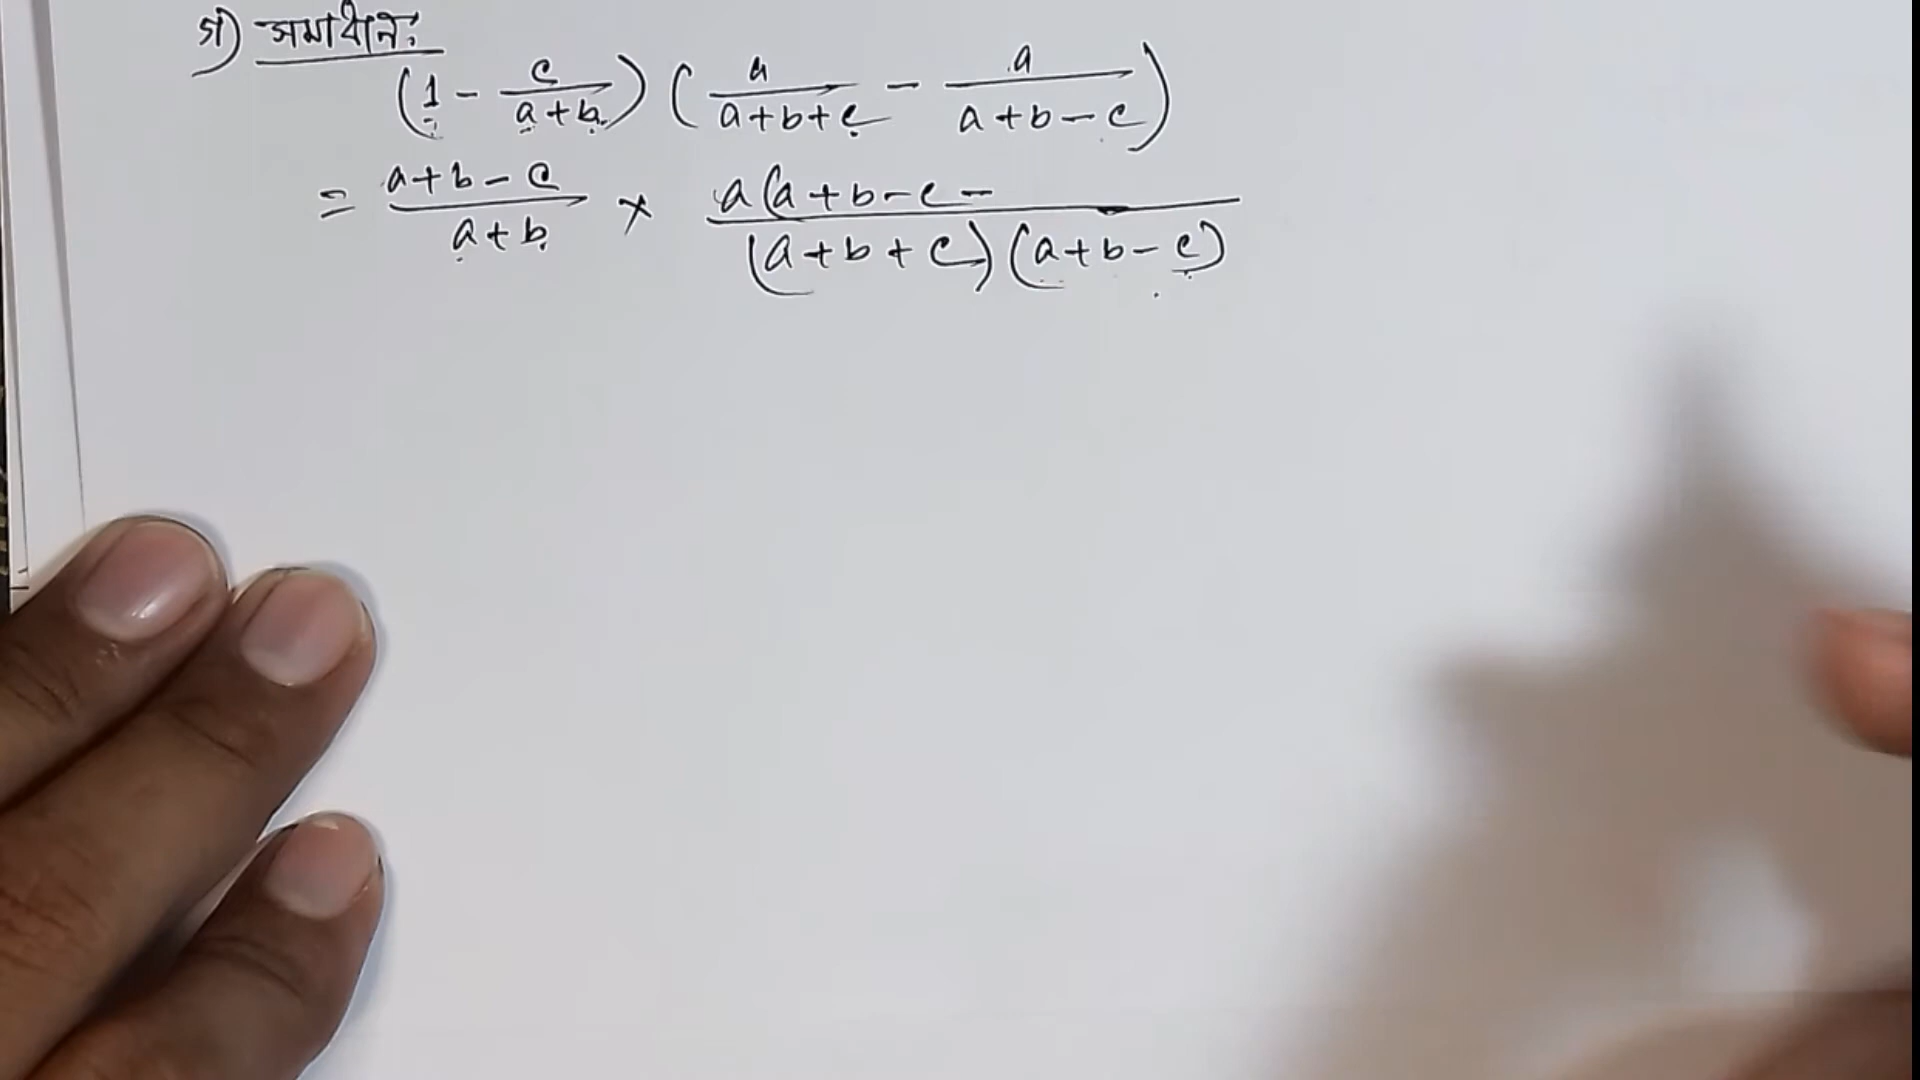 গ) সমাধান:
(1 - c/(a+b)) (a/(a+b+c) - a/(a+b-c))
= (a+b-c)/(a+b) × a(a+b-c- / (a+b+c)(a+b-c)